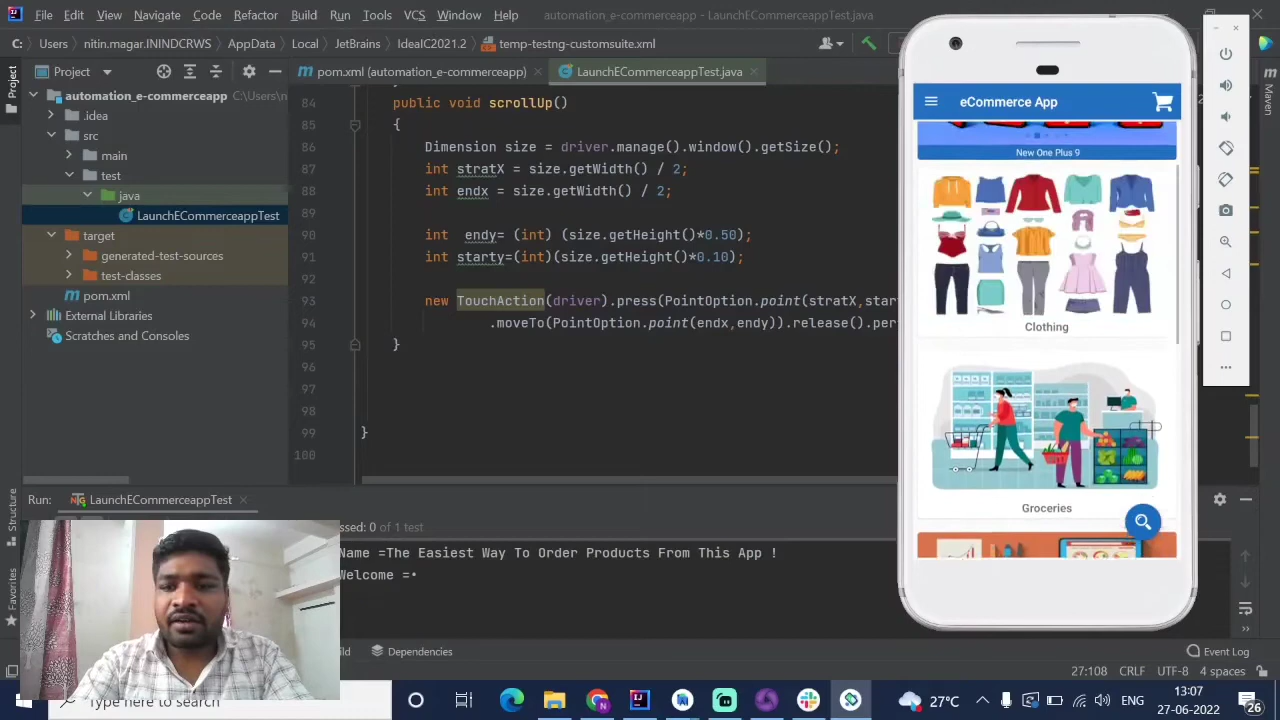 File Edit View Navigate Code Refactor Build Run Tools VCS Window Help automation_e-commerceapp - LaunchECommerceappTest.java
C: Users nitin.magar.ININDCRWS AppData Local JetBrains IdeaIC2021.2 temp-testng-customsuite.xml
Project
pom.xml (automation_e-commerceapp)
LaunchECommerceappTest.java
Project
Structure
Favorites
Maven
automation_e-commerceapp C:\Users\n
.idea
src
main
test
java
LaunchECommerceappTest
target
generated-test-sources
test-classes
pom.xml
External Libraries
Scratches and Consoles
84 public void scrollUp()
85 {
86 Dimension size = driver.manage().window().getSize();
87 int stratX = size.getWidth() / 2;
88 int endx = size.getWidth() / 2;
89
90 int endy= (int) (size.getHeight()*0.50);
91 int starty=(int)(size.getHeight()*0.10);
92
93 new TouchAction(driver).press(PointOption.point(stratX,star
94 .moveTo(PointOption.point(endx,endy)).release().per
95 }
96
97
98
99 }
100
eCommerce App
New One Plus 9
Clothing
Groceries
Run: LaunchECommerceappTest
ssed: 0 of 1 test
Name =The Easiest Way To Order Products From This App !
Welcome =•
ld Dependencies
Event Log
27:108 CRLF UTF-8 4 spaces
Type here to search
27°C
ENG
13:07
27-06-2022
26